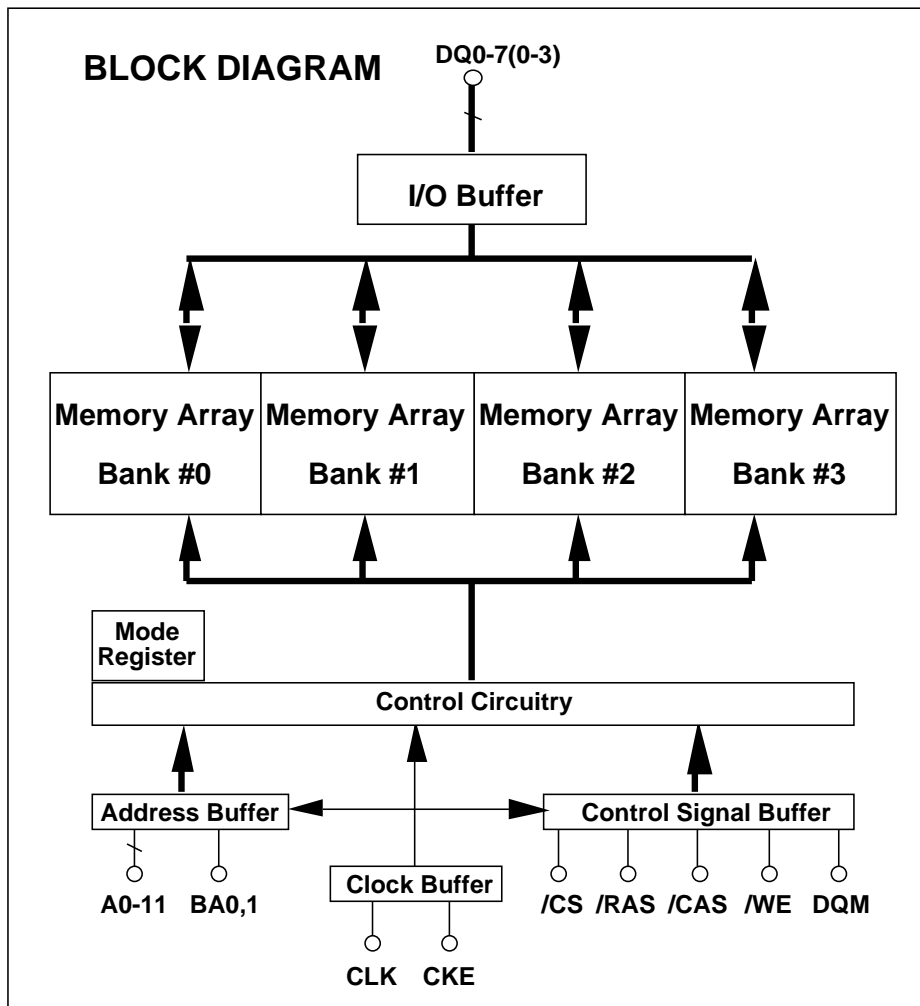 BLOCK DIAGRAM
DQ0-7(0-3)
I/O Buffer
Memory Array
Bank #0
Memory Array
Bank #1
Memory Array
Bank #2
Memory Array
Bank #3
Mode
Register
Control Circuitry
Address Buffer
Control Signal Buffer
Clock Buffer
A0-11
BA0,1
/CS
/RAS
/CAS
/WE
DQM
CLK
CKE